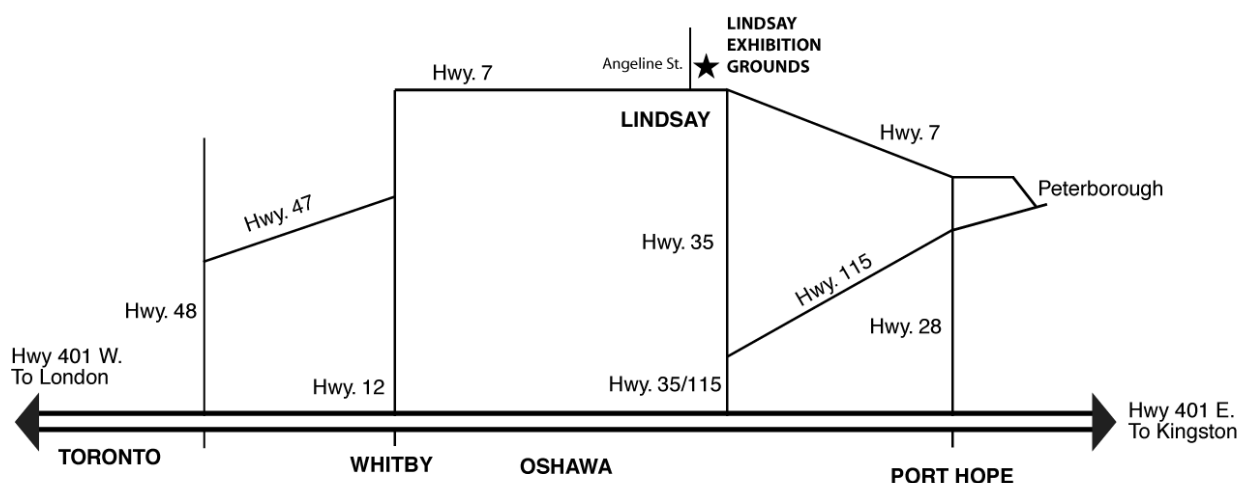 LINDSAY
EXHIBITION
GROUNDS
Angeline St.
Hwy. 7
LINDSAY
Hwy. 7
Peterborough
Hwy. 47
Hwy. 35
Hwy. 115
Hwy. 48
Hwy. 28
Hwy 401 W.
To London
Hwy. 12
Hwy. 35/115
Hwy 401 E.
To Kingston
TORONTO
WHITBY
OSHAWA
PORT HOPE